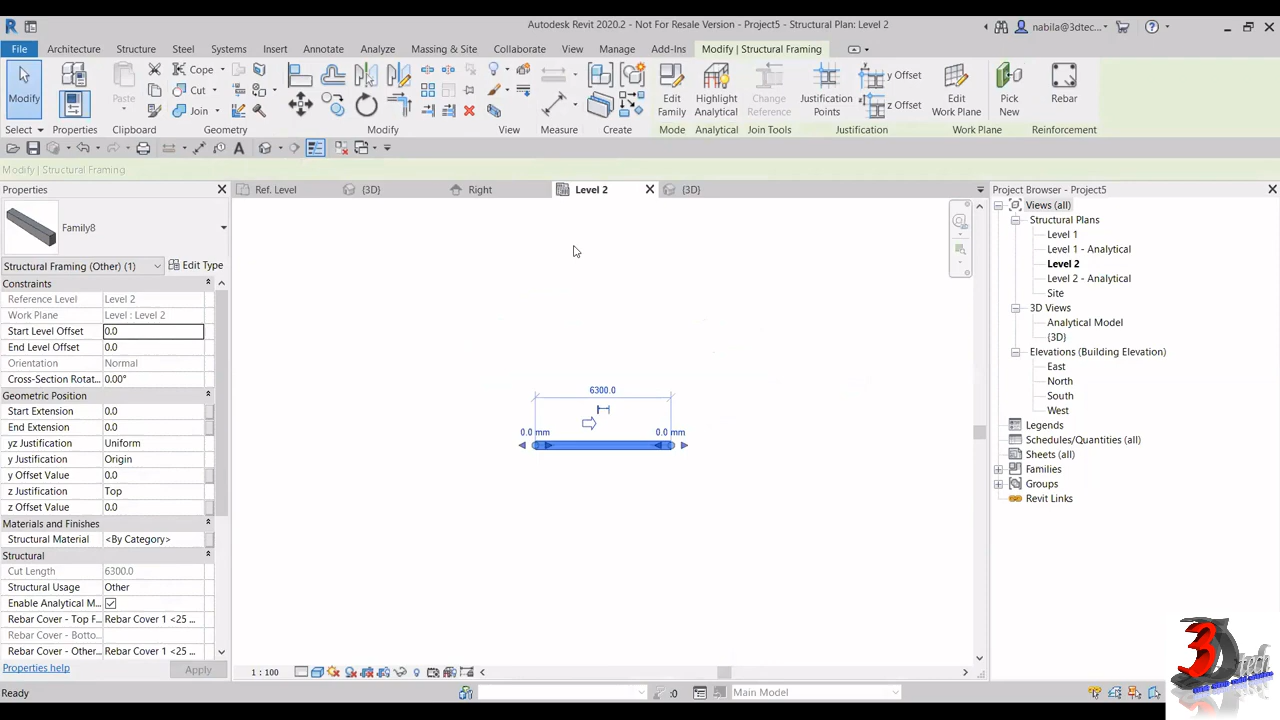 Autodesk Revit 2020.2 - Not For Resale Version - Project5 - Structural Plan: Level 2
nabila@3dtec...
File Architecture Structure Steel Systems Insert Annotate Analyze Massing & Site Collaborate View Manage Add-Ins Modify | Structural Framing
Modify Paste Cope Cut Join Edit Family Highlight Analytical Change Reference Justification Points y Offset z Offset Edit Work Plane Pick New Rebar
Select Properties Clipboard Geometry Modify View Measure Create Mode Analytical Join Tools Justification Work Plane Reinforcement
Modify | Structural Framing
Properties
Ref. Level {3D} Right Level 2 {3D}
Project Browser - Project5
Family8
Structural Framing (Other) (1) Edit Type
Constraints
Reference Level Level 2
Work Plane Level : Level 2
Start Level Offset 0.0
End Level Offset 0.0
Orientation Normal
Cross-Section Rotat... 0.00°
Geometric Position
Start Extension 0.0
End Extension 0.0
yz Justification Uniform
y Justification Origin
y Offset Value 0.0
z Justification Top
z Offset Value 0.0
Materials and Finishes
Structural Material <By Category>
Structural
Cut Length 6300.0
Structural Usage Other
Enable Analytical M...
Rebar Cover - Top F... Rebar Cover 1 <25 ...
Rebar Cover - Botto...
Rebar Cover - Other... Rebar Cover 1 <25 ...
Properties help Apply
6300.0
0.0 mm 0.0 mm
Views (all)
Structural Plans
Level 1
Level 1 - Analytical
Level 2
Level 2 - Analytical
Site
3D Views
Analytical Model
{3D}
Elevations (Building Elevation)
East
North
South
West
Legends
Schedules/Quantities (all)
Sheets (all)
Families
Groups
Revit Links
1 : 100
Ready
:0
Main Model
3Dtech